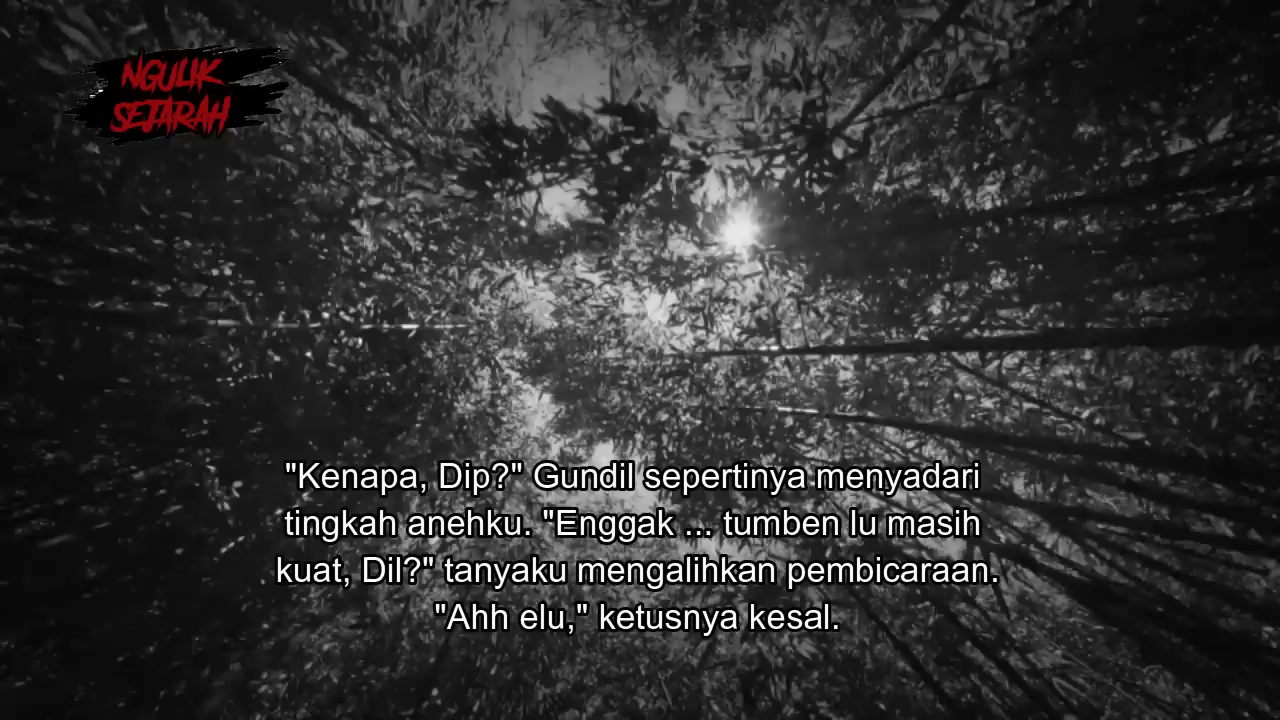 NGULIK
SEJARAH
"Kenapa, Dip?" Gundil sepertinya menyadari
tingkah anehku. "Enggak ... tumben lu masih
kuat, Dil?" tanyaku mengalihkan pembicaraan.
"Ahh elu," ketusnya kesal.